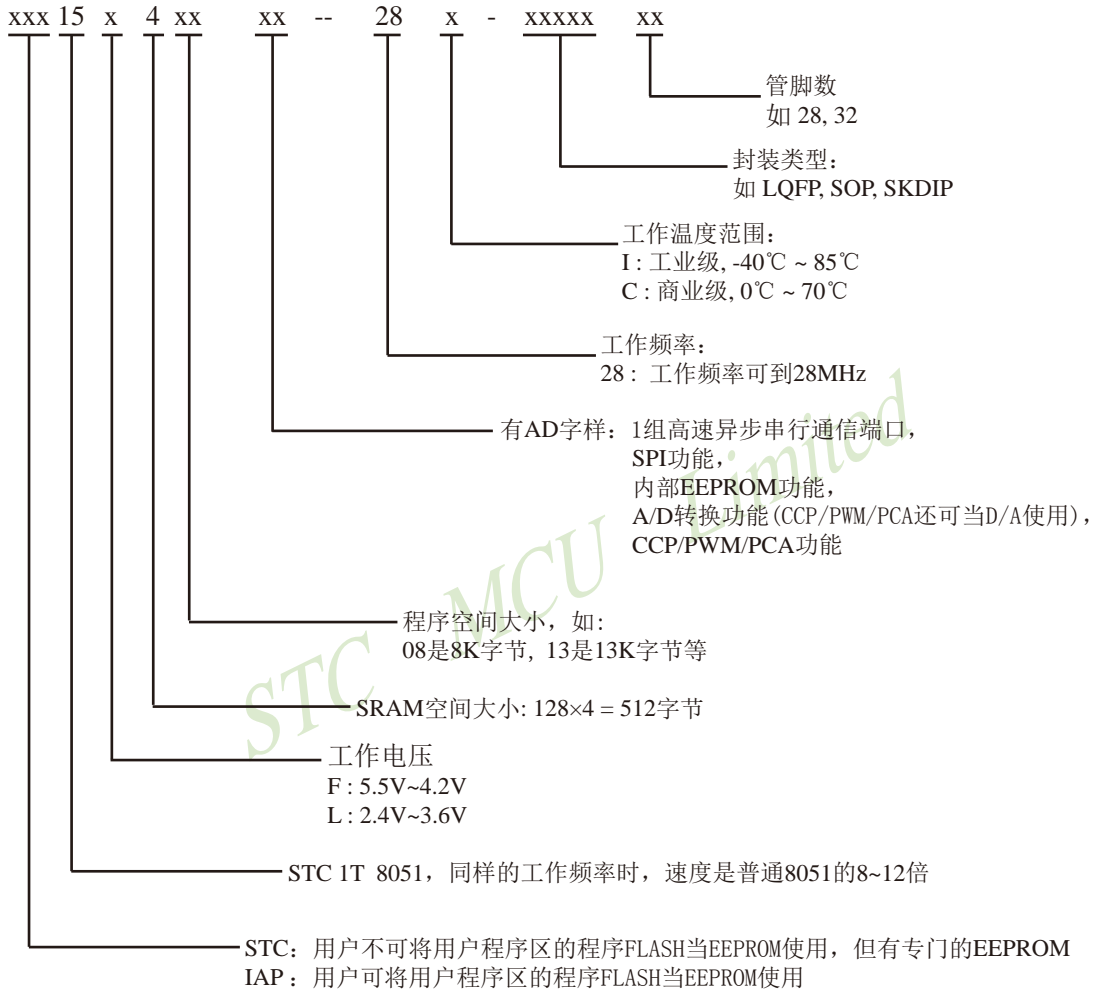 xxx 15 x 4 xx xx -- 28 x - xxxxx xx
管脚数
如 28, 32
封装类型：
如 LQFP, SOP, SKDIP
工作温度范围：
I : 工业级, -40℃ ~ 85℃
C : 商业级, 0℃ ~ 70℃
工作频率：
28 : 工作频率可到28MHz
有AD字样：1组高速异步串行通信端口，
SPI功能，
内部EEPROM功能，
A/D转换功能(CCP/PWM/PCA还可当D/A使用)，
CCP/PWM/PCA功能
程序空间大小，如:
08是8K字节, 13是13K字节等
SRAM空间大小: 128×4 = 512字节
工作电压
F : 5.5V~4.2V
L : 2.4V~3.6V
STC 1T 8051，同样的工作频率时，速度是普通8051的8~12倍
STC：用户不可将用户程序区的程序FLASH当EEPROM使用，但有专门的EEPROM
IAP：用户可将用户程序区的程序FLASH当EEPROM使用
STC MCU Limited